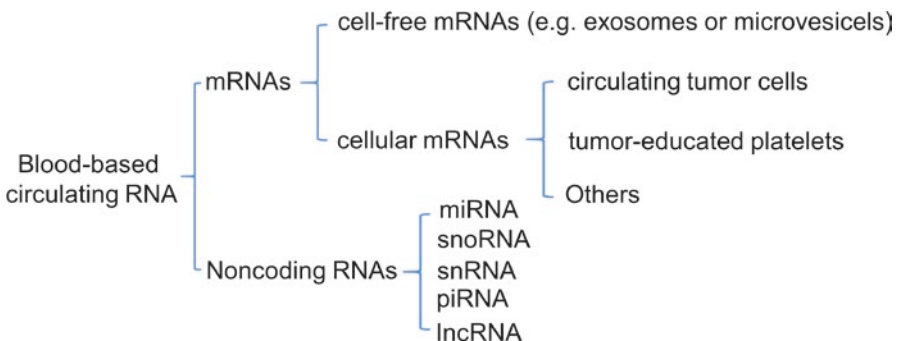 cell-free mRNAs (e.g. exosomes or microvesicels)
mRNAs
circulating tumor cells
cellular mRNAs
tumor-educated platelets
Blood-based
circulating RNA
Others
miRNA
snoRNA
Noncoding RNAs
snRNA
piRNA
lncRNA